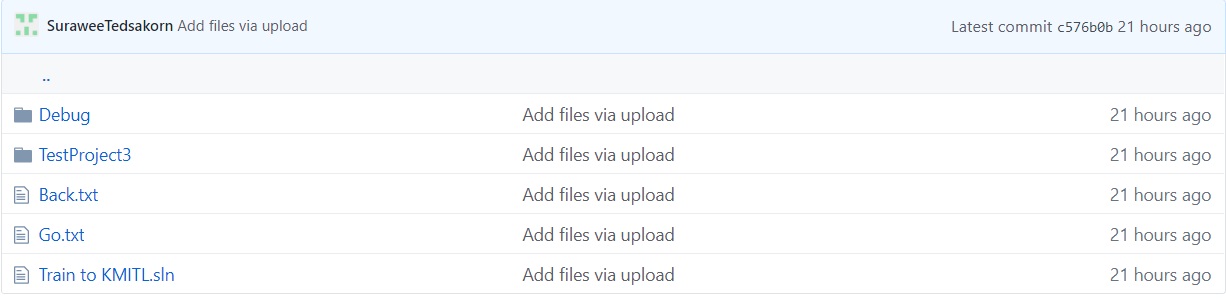 SuraweeTedsakorn Add files via upload Latest commit c576b0b 21 hours ago
..
Debug Add files via upload 21 hours ago
TestProject3 Add files via upload 21 hours ago
Back.txt Add files via upload 21 hours ago
Go.txt Add files via upload 21 hours ago
Train to KMITL.sln Add files via upload 21 hours ago